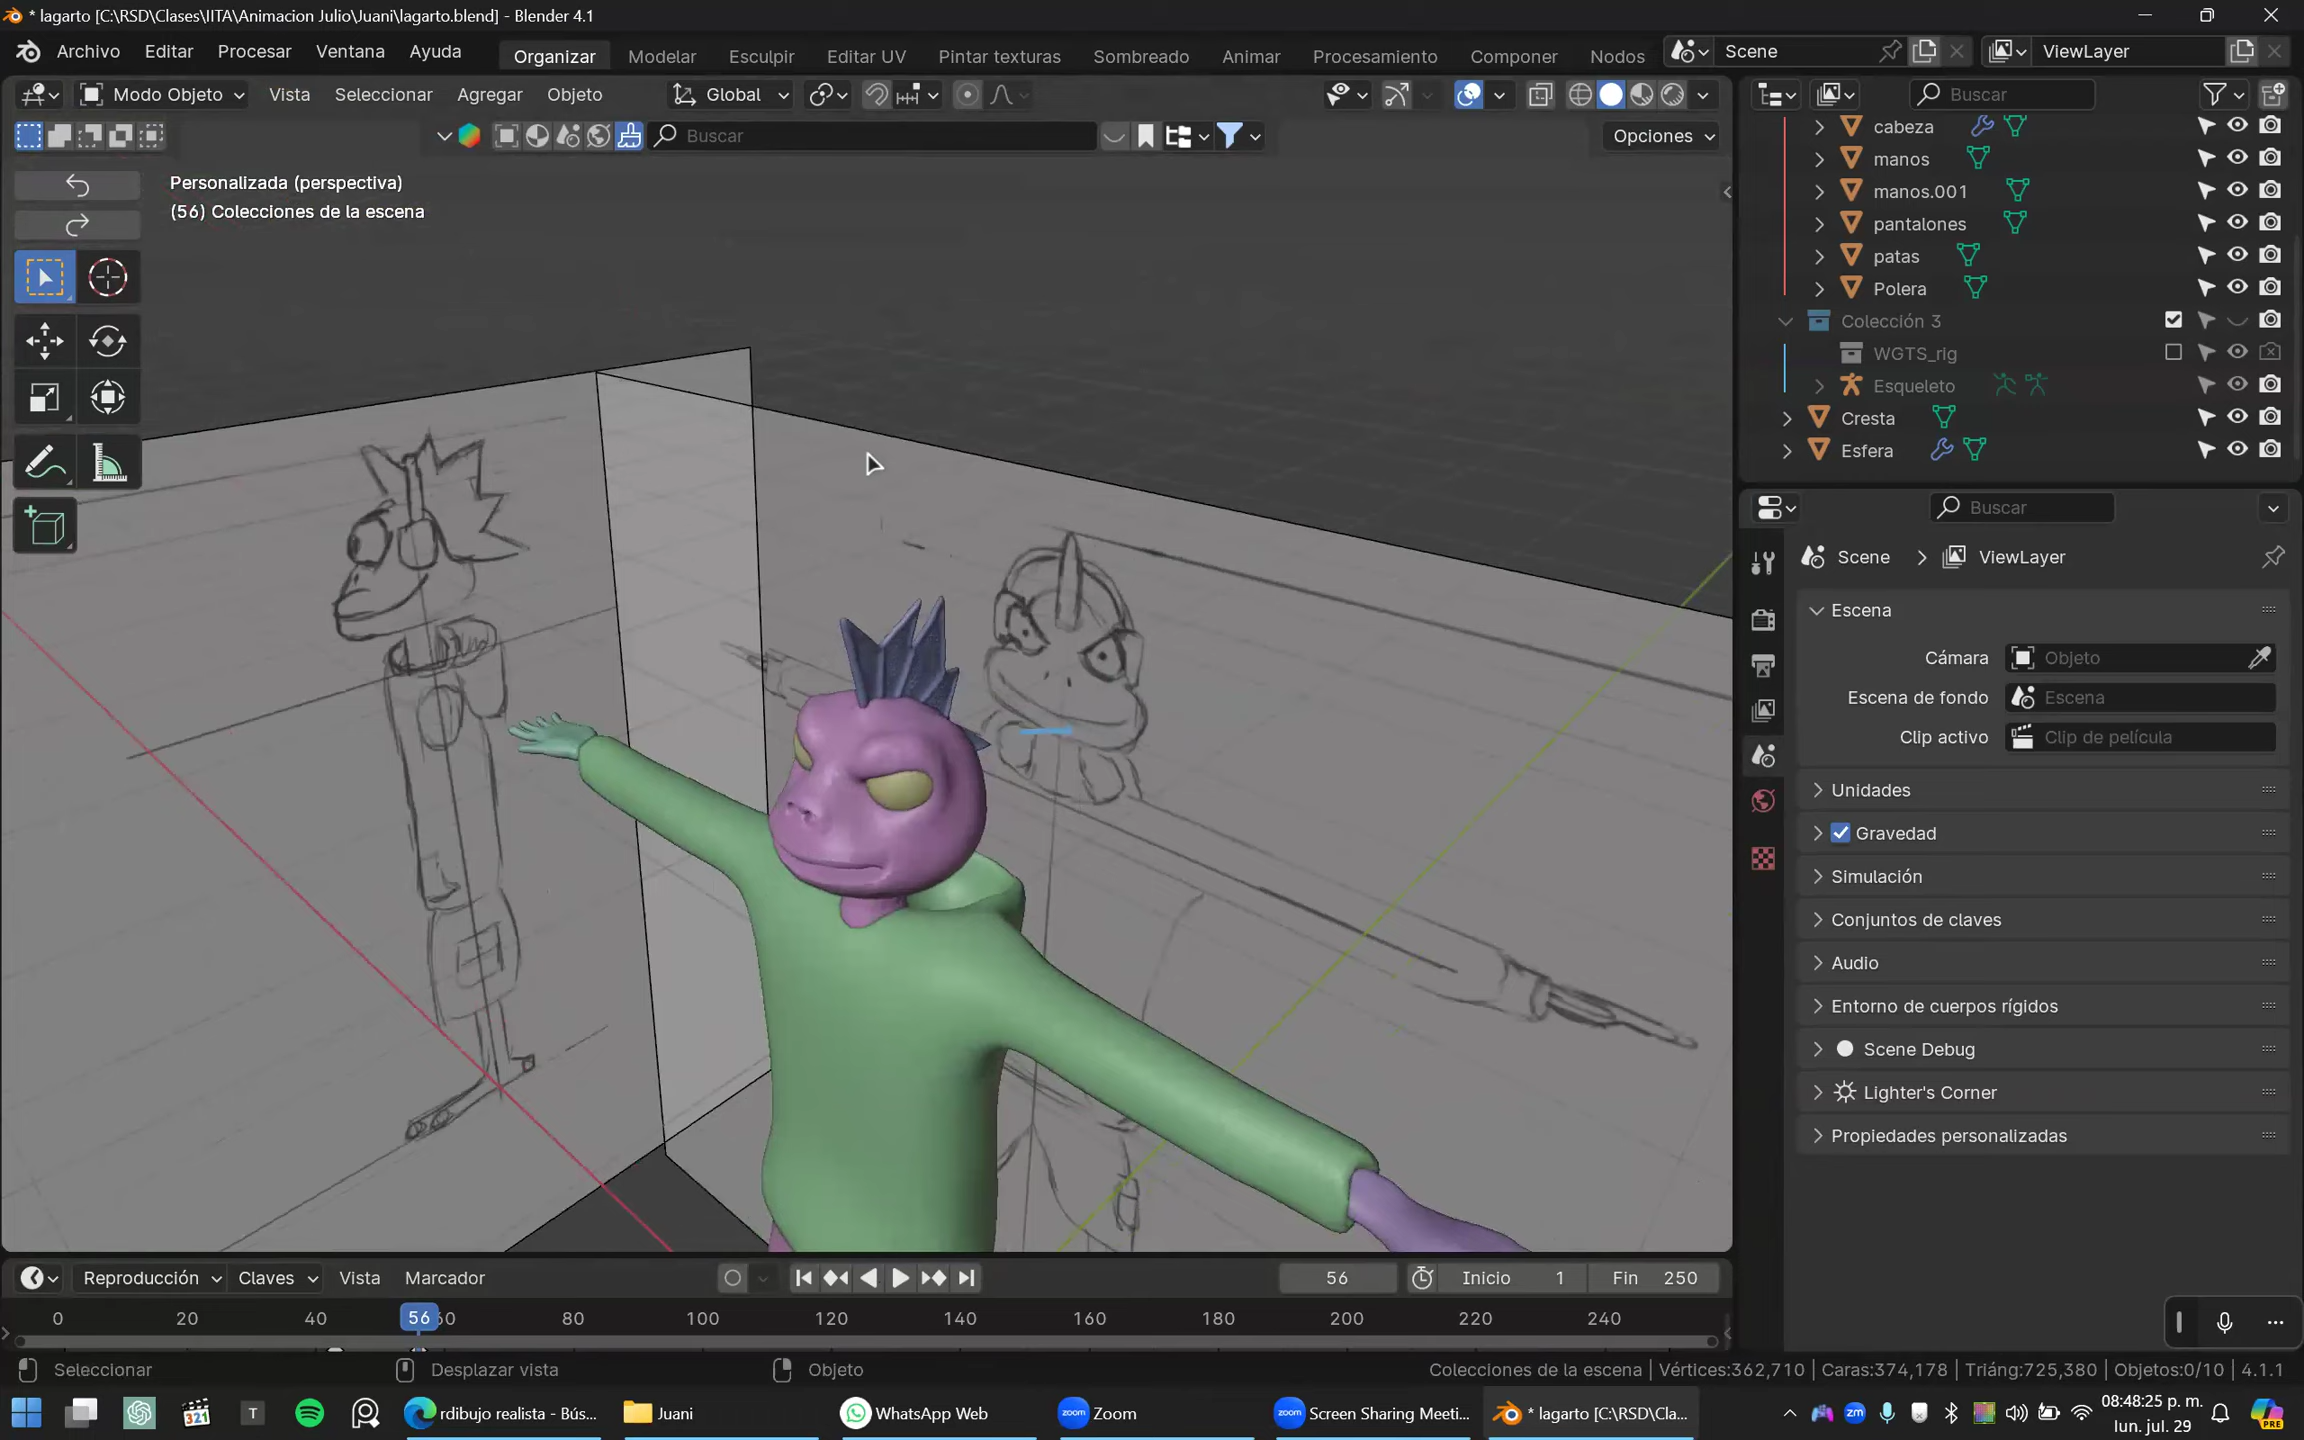 * lagarto [C:\RSD\Clases\IITA\Animacion Julio\Juani\lagarto.blend] - Blender 4.1
Archivo Editar Procesar Ventana Ayuda Organizar Modelar Esculpir Editar UV Pintar texturas Sombreado Animar Procesamiento Componer Nodos Scene ViewLayer
Modo Objeto Vista Seleccionar Agregar Objeto Global
Buscar
Buscar Opciones
Personalizada (perspectiva)
(56) Colecciones de la escena
cabeza
manos
manos.001
pantalones
patas
Polera
Colección 3
WGTS_rig
Esqueleto
Cresta
Esfera
Buscar
Scene > ViewLayer
Escena
Cámara Objeto
Escena de fondo Escena
Clip activo Clip de película
Unidades
Gravedad
Simulación
Conjuntos de claves
Audio
Entorno de cuerpos rígidos
Scene Debug
Lighter's Corner
Propiedades personalizadas
Reproducción Claves Vista Marcador 56 Inicio 1 Fin 250
0 20 40 56 60 80 100 120 140 160 180 200 220 240
Seleccionar Desplazar vista Objeto Colecciones de la escena | Vértices:362,710 | Caras:374,178 | Triáng:725,380 | Objetos:0/10 | 4.1.1
321 T rdibujo realista - Bús... Juani WhatsApp Web zoom Zoom zoom Screen Sharing Meeti... * lagarto [C:\RSD\Cla... zm 08:48:25 p. m.
lun. jul. 29 PRE